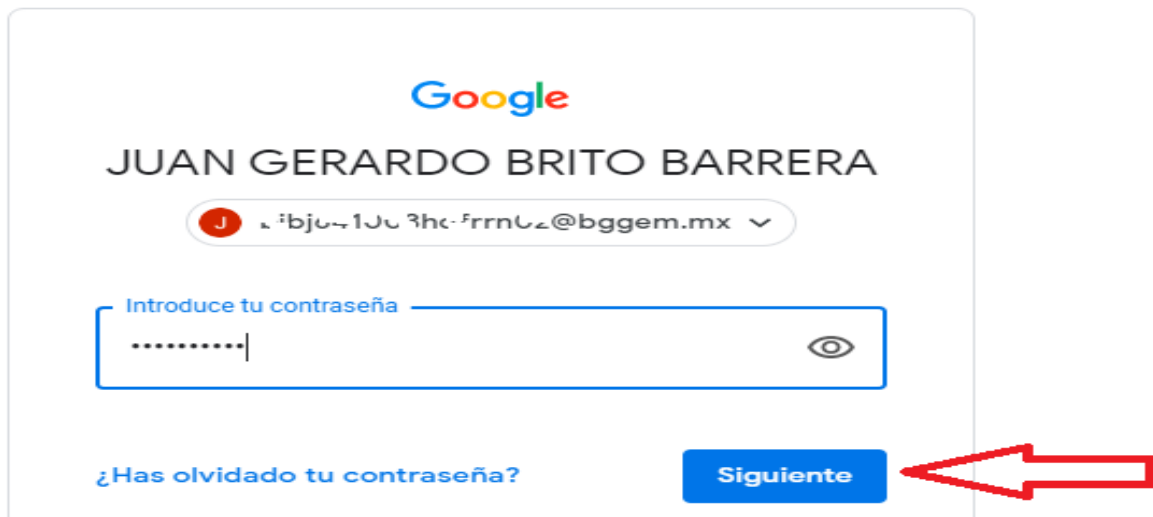 Google
JUAN GERARDO BRITO BARRERA
J @bggem.mx
Introduce tu contraseña
••••••••••
¿Has olvidado tu contraseña? Siguiente